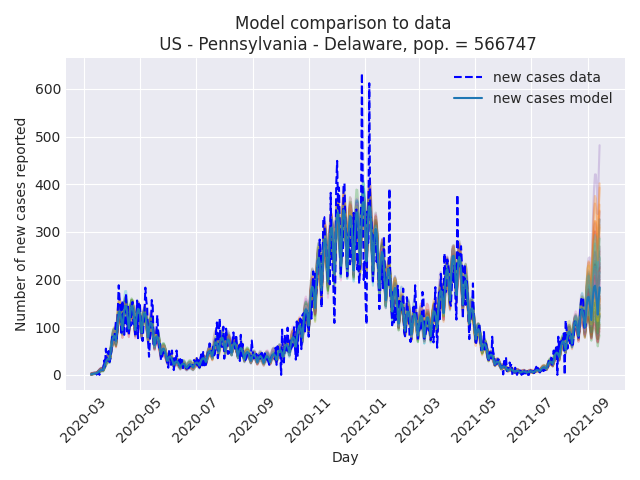 Model comparison to data
US - Pennsylvania - Delaware, pop. = 566747
new cases data
new cases model
Number of new cases reported
600
500
400
300
200
100
0
2020-03
2020-05
2020-07
2020-09
2020-11
2021-01
2021-03
2021-05
2021-07
2021-09
Day